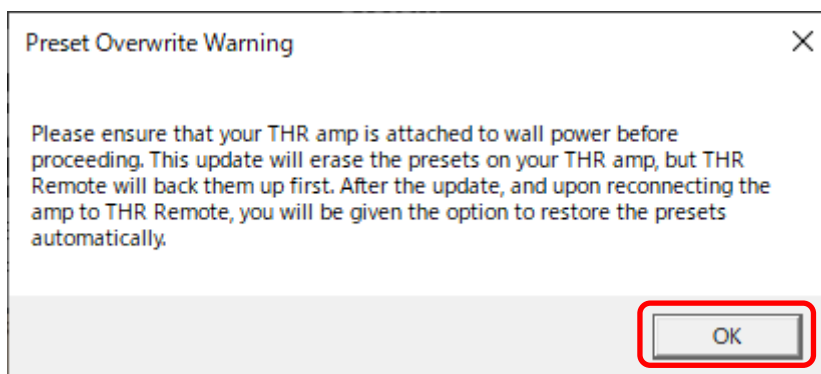 Preset Overwrite Warning
Please ensure that your THR amp is attached to wall power before
proceeding. This update will erase the presets on your THR amp, but THR
Remote will back them up first. After the update, and upon reconnecting the
amp to THR Remote, you will be given the option to restore the presets
automatically.
OK